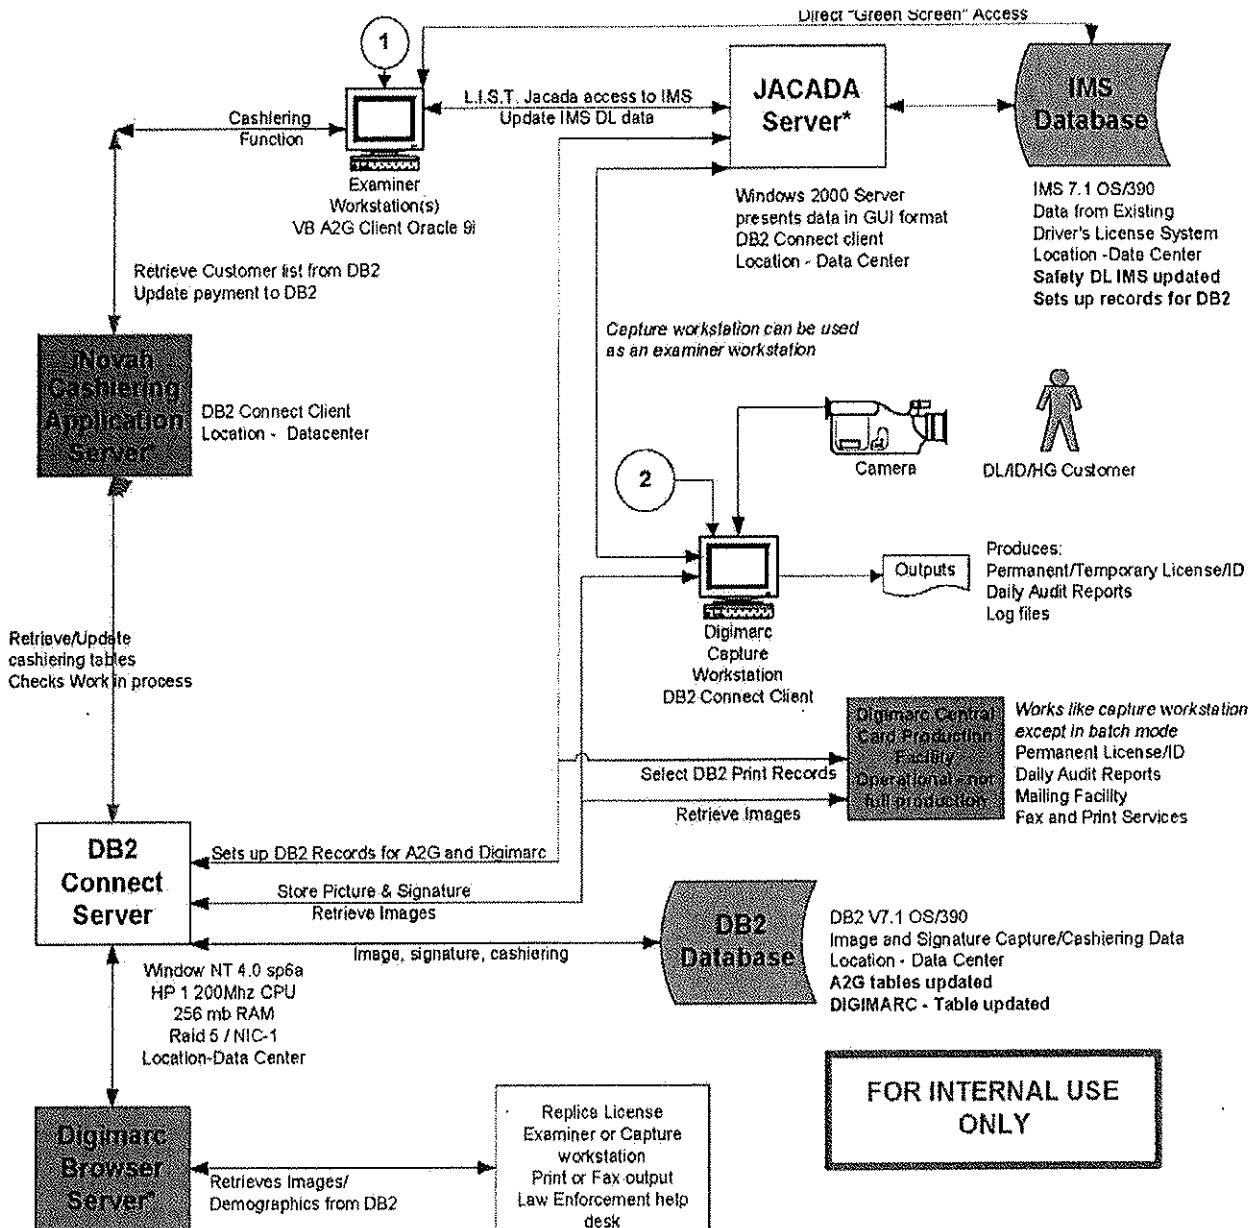 Direct "Green Screen" Access
1
L.I.S.T. Jacada access to IMS
Update IMS DL data
JACADA
Server*
IMS
Database
Cashiering
Function
Examiner
Workstation(s)
VB A2G Client Oracle 9i
Windows 2000 Server
presents data in GUI format
DB2 Connect client
Location - Data Center
IMS 7.1 OS/390
Data from Existing
Driver's License System
Location -Data Center
Safety DL IMS updated
Sets up records for DB2
Retrieve Customer list from DB2
Update payment to DB2
Capture workstation can be used
as an examiner workstation
iNovah
Cashiering
Application
Server*
DB2 Connect Client
Location - Datacenter
Camera
DL/ID/HG Customer
2
Outputs
Produces:
Permanent/Temporary License/ID
Daily Audit Reports
Log files
Digimarc
Capture
Workstation
DB2 Connect Client
Retrieve/Update
cashiering tables
Checks Work in process
Digimarc Central
Card Production
Facility
Operational - not
full production
Works like capture workstation
except in batch mode
Permanent License/ID
Daily Audit Reports
Mailing Facility
Fax and Print Services
Select DB2 Print Records
Retrieve Images
DB2
Connect
Server
Sets up DB2 Records for A2G and Digimarc
Store Picture & Signature
Retrieve Images
Image, signature, cashiering
DB2
Database
DB2 V7.1 OS/390
Image and Signature Capture/Cashiering Data
Location - Data Center
A2G tables updated
DIGIMARC - Table updated
Window NT 4.0 sp6a
HP 1 200Mhz CPU
256 mb RAM
Raid 5 / NIC-1
Location-Data Center
FOR INTERNAL USE
ONLY
Digimarc
Browser
Server*
Retrieves Images/
Demographics from DB2
Replica License
Examiner or Capture
workstation
Print or Fax output
Law Enforcement help
desk